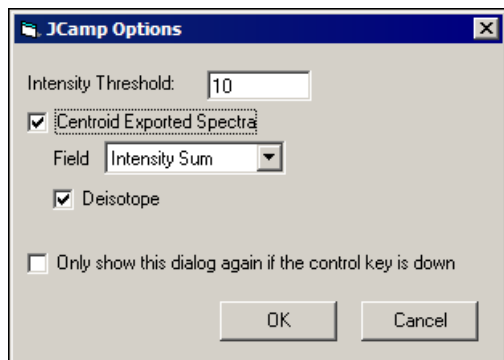 JCamp Options
Intensity Threshold: 10
Centroid Exported Spectra
Field Intensity Sum
Deisotope
Only show this dialog again if the control key is down
OK Cancel